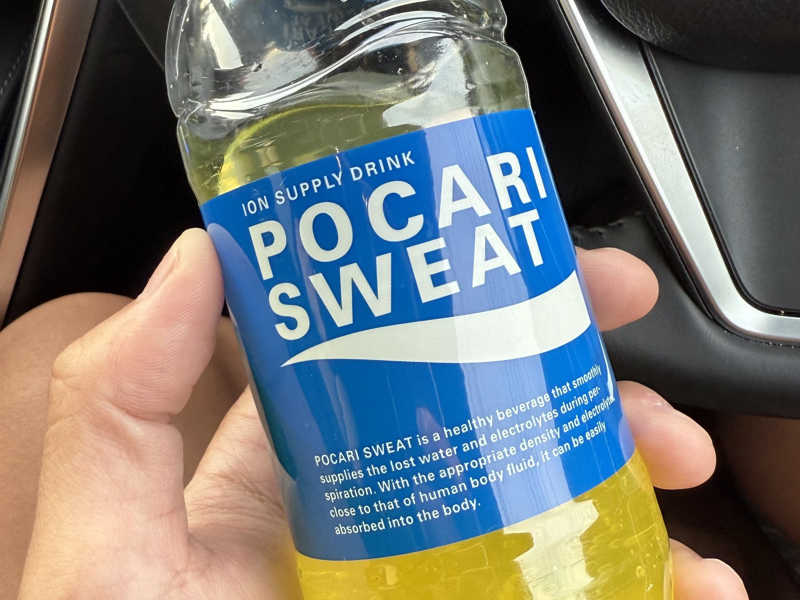 ION SUPPLY DRINK
POCARI
SWEAT
POCARI SWEAT is a healthy beverage that smoothly
supplies the lost water and electrolytes during per-
spiration. With the appropriate density and electrolytes,
close to that of human body fluid, it can be easily
absorbed into the body.